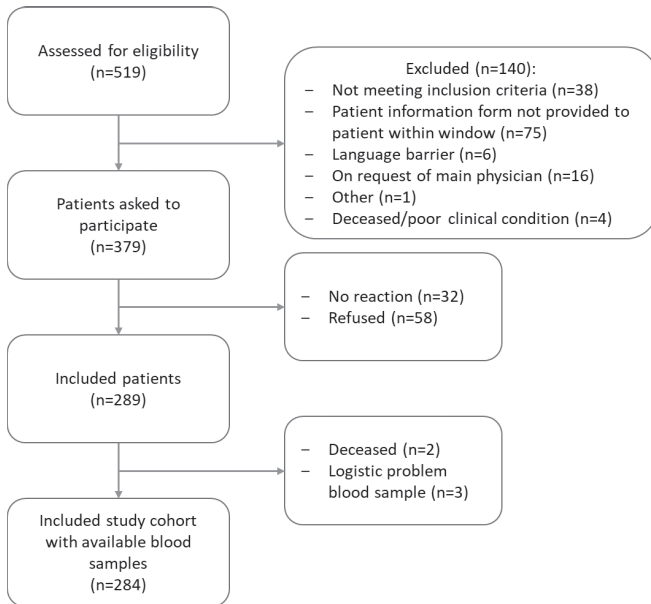 Assessed for eligibility
(n=519)
Excluded (n=140):
– Not meeting inclusion criteria (n=38)
– Patient information form not provided to
patient within window (n=75)
– Language barrier (n=6)
– On request of main physician (n=16)
– Other (n=1)
– Deceased/poor clinical condition (n=4)
Patients asked to
participate
(n=379)
– No reaction (n=32)
– Refused (n=58)
Included patients
(n=289)
– Deceased (n=2)
– Logistic problem
blood sample (n=3)
Included study cohort
with available blood
samples
(n=284)